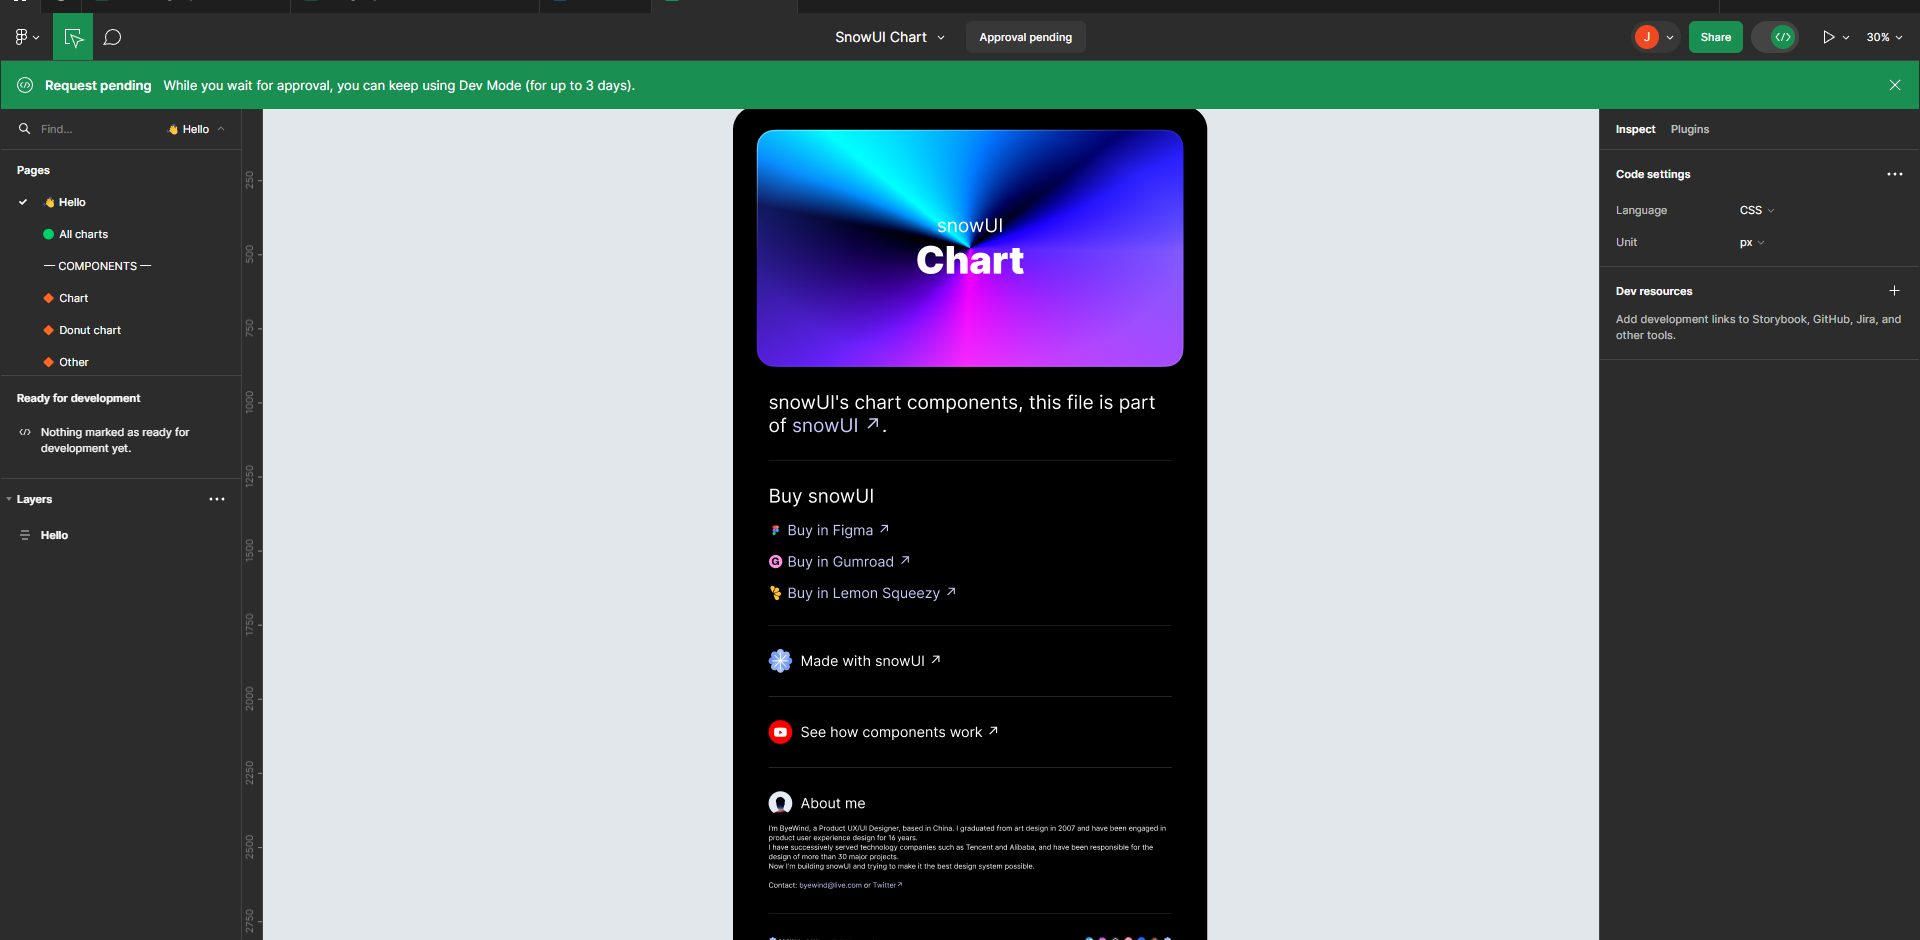 SnowUI Chart
Approval pending
J
Share
30%
Request pending While you wait for approval, you can keep using Dev Mode (for up to 3 days).
Find...
👋 Hello
Pages
👋 Hello
All charts
— COMPONENTS —
Chart
Donut chart
Other
Ready for development
Nothing marked as ready for
development yet.
Layers
Hello
250
500
750
1000
1250
1500
1750
2000
2250
2500
2750
snowUI
Chart
snowUI's chart components, this file is part
of snowUI ↗.
Buy snowUI
Buy in Figma ↗
G Buy in Gumroad ↗
Buy in Lemon Squeezy ↗
Made with snowUI ↗
See how components work ↗
About me
I'm ByeWind, a Product UX/UI Designer, based in China. I graduated from art design in 2007 and have been engaged in
product user experience design for 16 years.
I have successively served technology companies such as Tencent and Alibaba, and have been responsible for the
design of more than 30 major projects.
Now I'm building snowUI and trying to make it the best design system possible.
Contact: byewind@live.com or Twitter↗
Inspect
Plugins
Code settings
Language CSS
Unit px
Dev resources
Add development links to Storybook, GitHub, Jira, and
other tools.